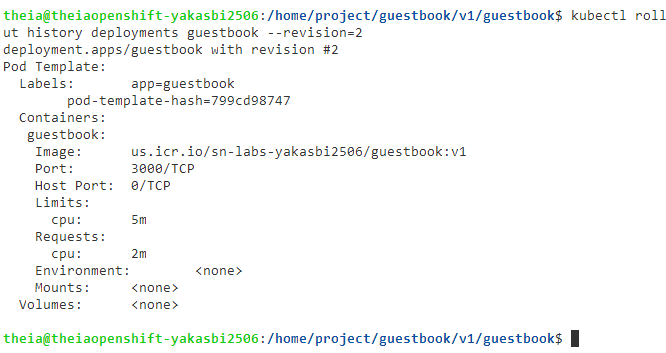 theia@theiaopenshift-yakasbi2506:/home/project/guestbook/v1/guestbook$ kubectl roll
ut history deployments guestbook --revision=2
deployment.apps/guestbook with revision #2
Pod Template:
  Labels:       app=guestbook
        pod-template-hash=799cd98747
  Containers:
   guestbook:
    Image:      us.icr.io/sn-labs-yakasbi2506/guestbook:v1
    Port:       3000/TCP
    Host Port:  0/TCP
    Limits:
      cpu:      5m
    Requests:
      cpu:      2m
    Environment:        <none>
    Mounts:     <none>
  Volumes:      <none>
theia@theiaopenshift-yakasbi2506:/home/project/guestbook/v1/guestbook$